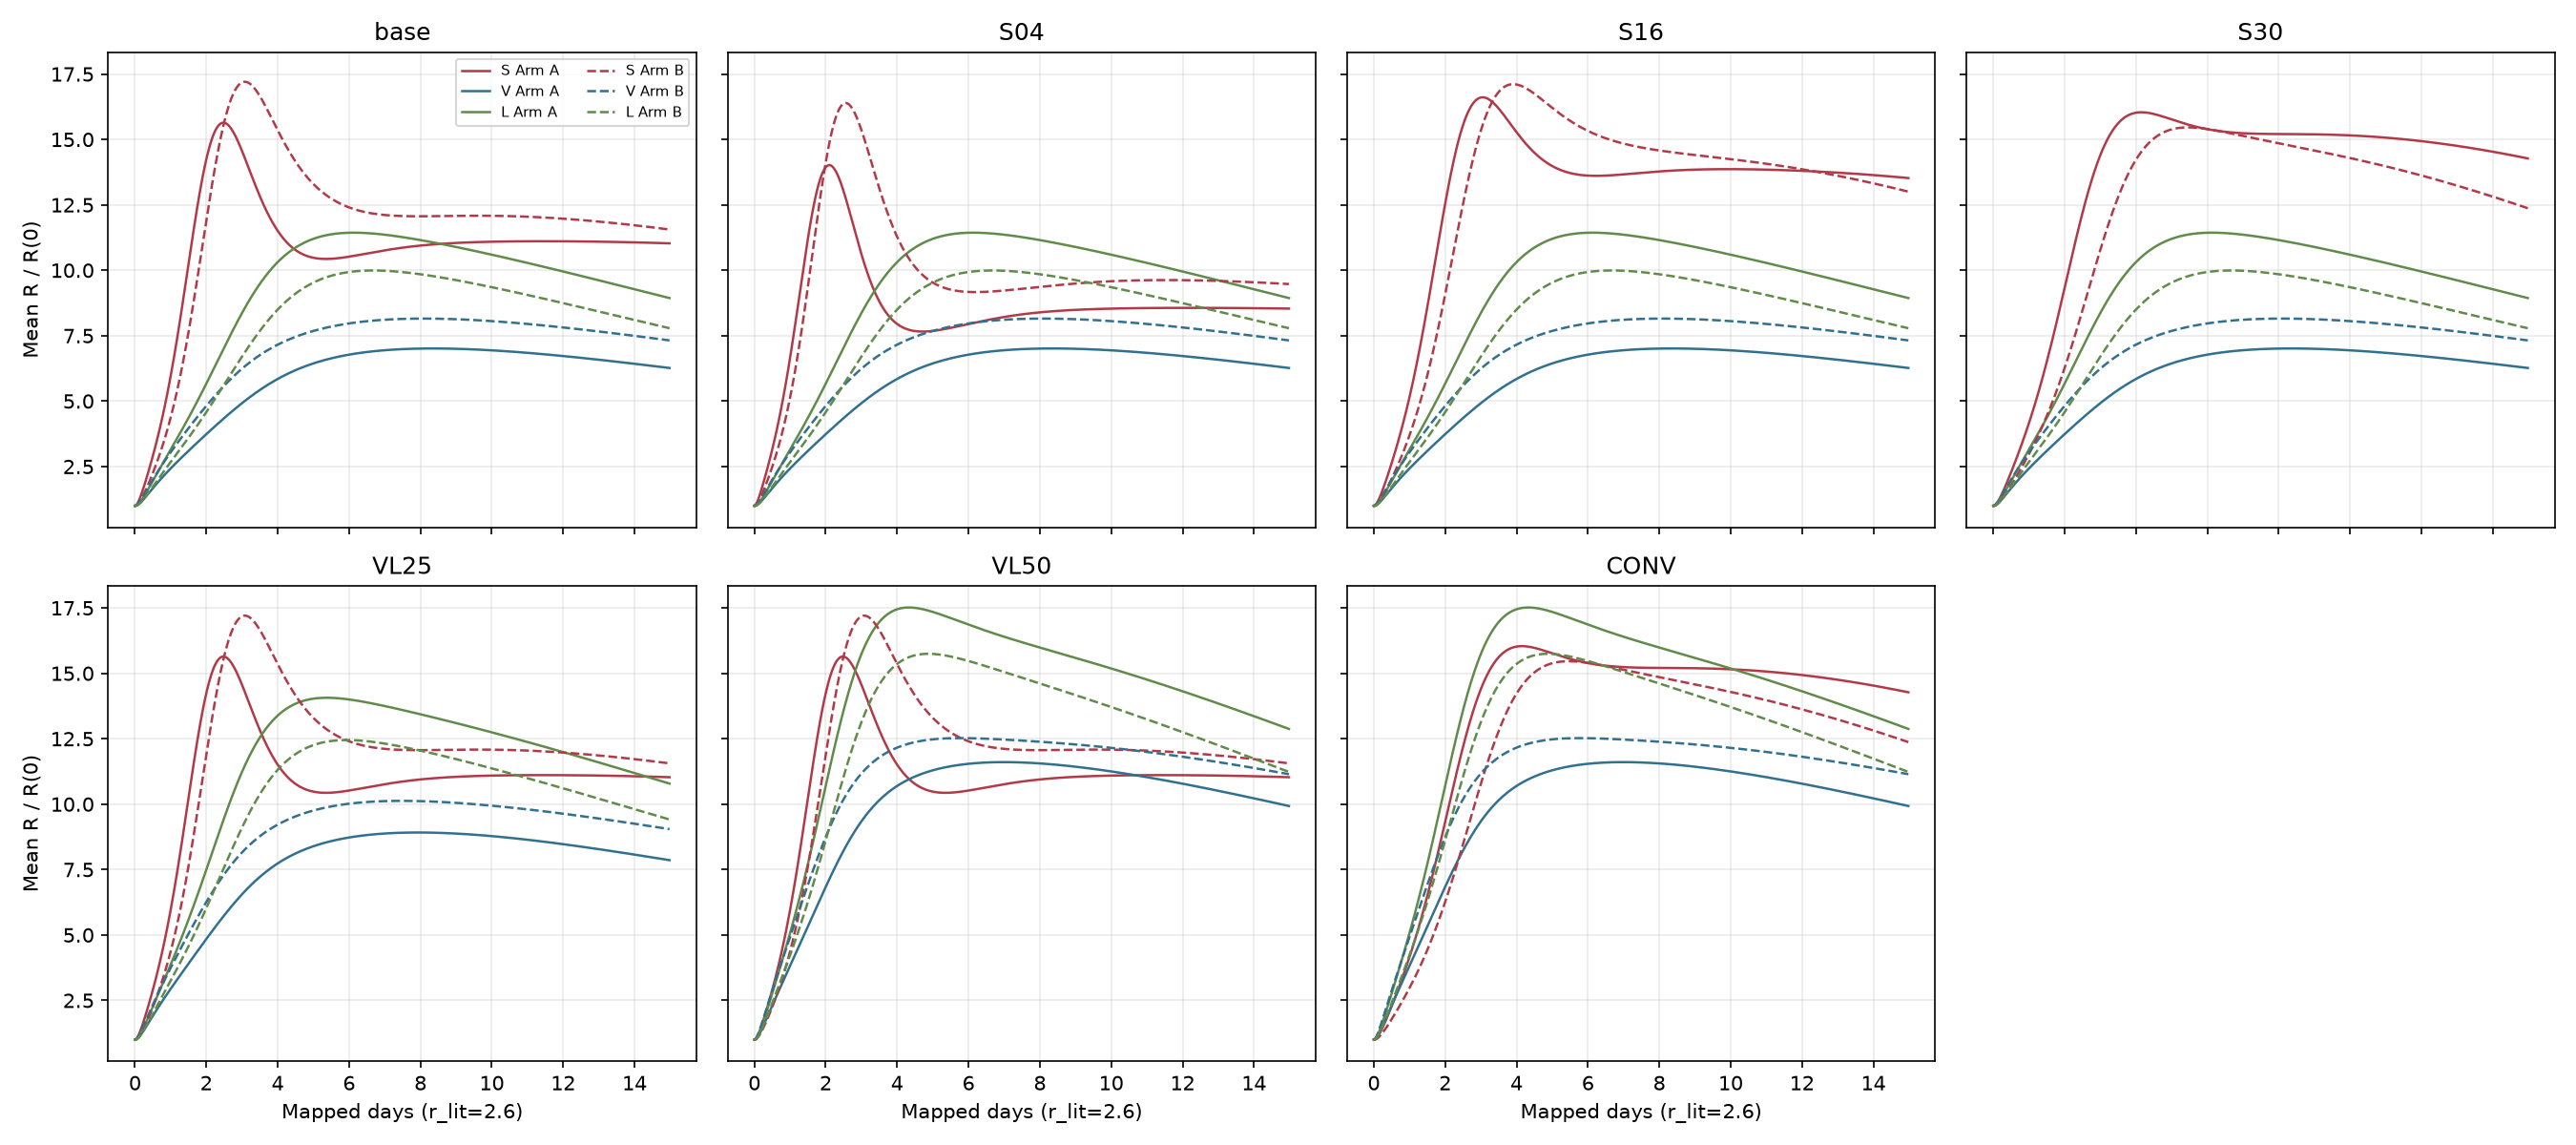 base
S04
S16
S30
17.5
15.0
12.5
10.0
7.5
5.0
2.5
Mean R / R(0)
S Arm A
V Arm A
L Arm A
S Arm B
V Arm B
L Arm B
VL25
VL50
CONV
17.5
15.0
12.5
10.0
7.5
5.0
2.5
Mean R / R(0)
0 2 4 6 8 10 12 14
0 2 4 6 8 10 12 14
0 2 4 6 8 10 12 14
Mapped days (r_lit=2.6)
Mapped days (r_lit=2.6)
Mapped days (r_lit=2.6)